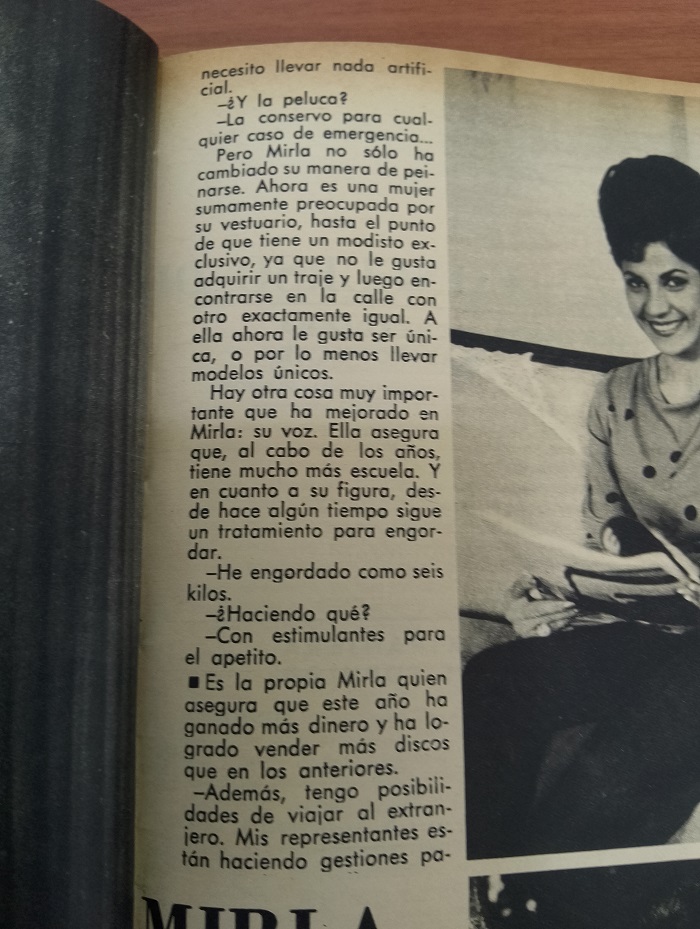 necesito llevar nada artifi-
cial.
—¿Y la peluca?
—La conservo para cual-
quier caso de emergencia...
Pero Mirla no sólo ha
cambiado su manera de pei-
narse. Ahora es una mujer
sumamente preocupada por
su vestuario, hasta el punto
de que tiene un modisto ex-
clusivo, ya que no le gusta
adquirir un traje y luego en-
contrarse en la calle con
otro exactamente igual. A
ella ahora le gusta ser úni-
ca, o por lo menos llevar
modelos únicos.
Hay otra cosa muy impor-
tante que ha mejorado en
Mirla: su voz. Ella asegura
que, al cabo de los años,
tiene mucho más escuela. Y
en cuanto a su figura, des-
de hace algún tiempo sigue
un tratamiento para engor-
dar.
—He engordado como seis
kilos.
—¿Haciendo qué?
—Con estimulantes para
el apetito.
■ Es la propia Mirla quien
asegura que este año ha
ganado más dinero y ha lo-
grado vender más discos
que en los anteriores.
—Además, tengo posibili-
dades de viajar al extran-
jero. Mis representantes es-
tán haciendo gestiones pa-
MIRLA